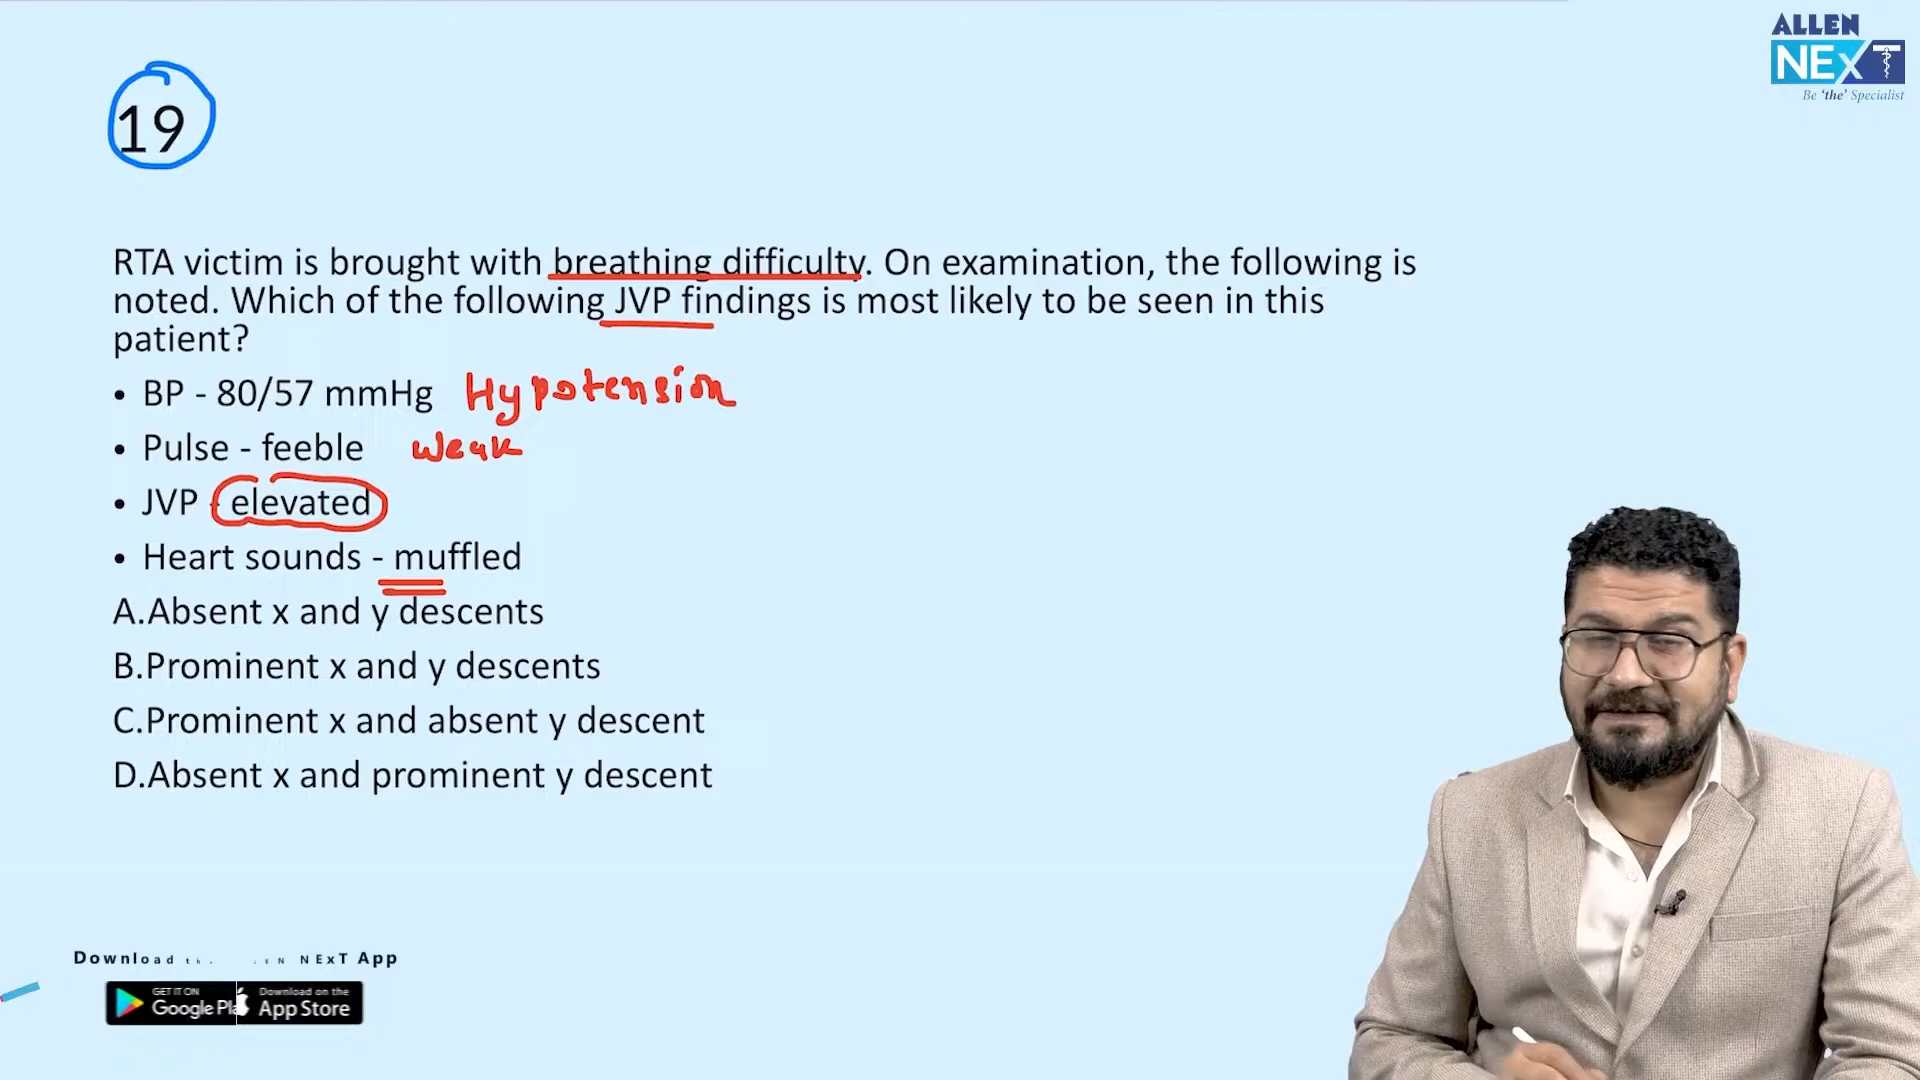 ALLEN
NExT
Be 'the' Specialist
19
RTA victim is brought with breathing difficulty. On examination, the following is
noted. Which of the following JVP findings is most likely to be seen in this
patient?
• BP - 80/57 mmHg Hypotension
• Pulse - feeble weak
• JVP - elevated
• Heart sounds - muffled
A.Absent x and y descents
B.Prominent x and y descents
C.Prominent x and absent y descent
D.Absent x and prominent y descent
Download NExT App
GET IT ON Download on the
Google Pla App Store